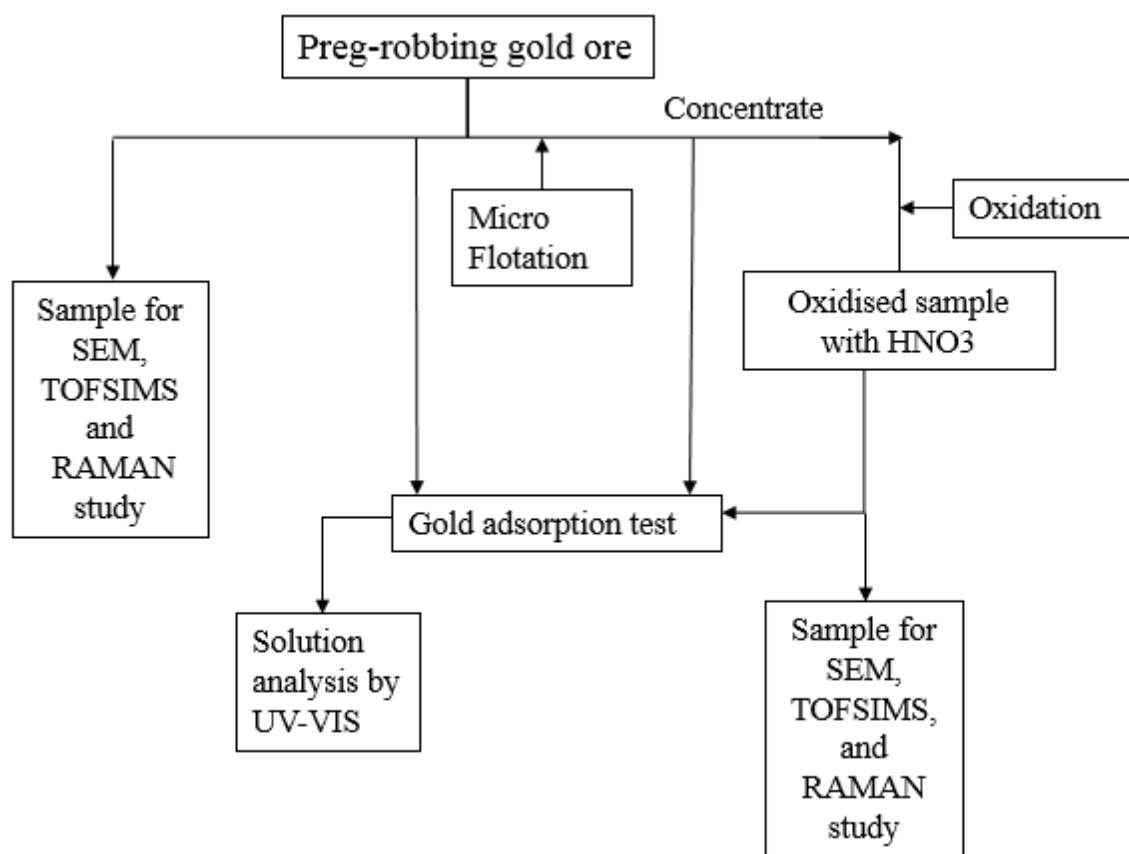 Preg-robbing gold ore
Concentrate
Micro
Flotation
Oxidation
Sample for
SEM,
TOFSIMS
and
RAMAN
study
Oxidised sample
with HNO3
Gold adsorption test
Solution
analysis by
UV-VIS
Sample for
SEM,
TOFSIMS,
and
RAMAN
study